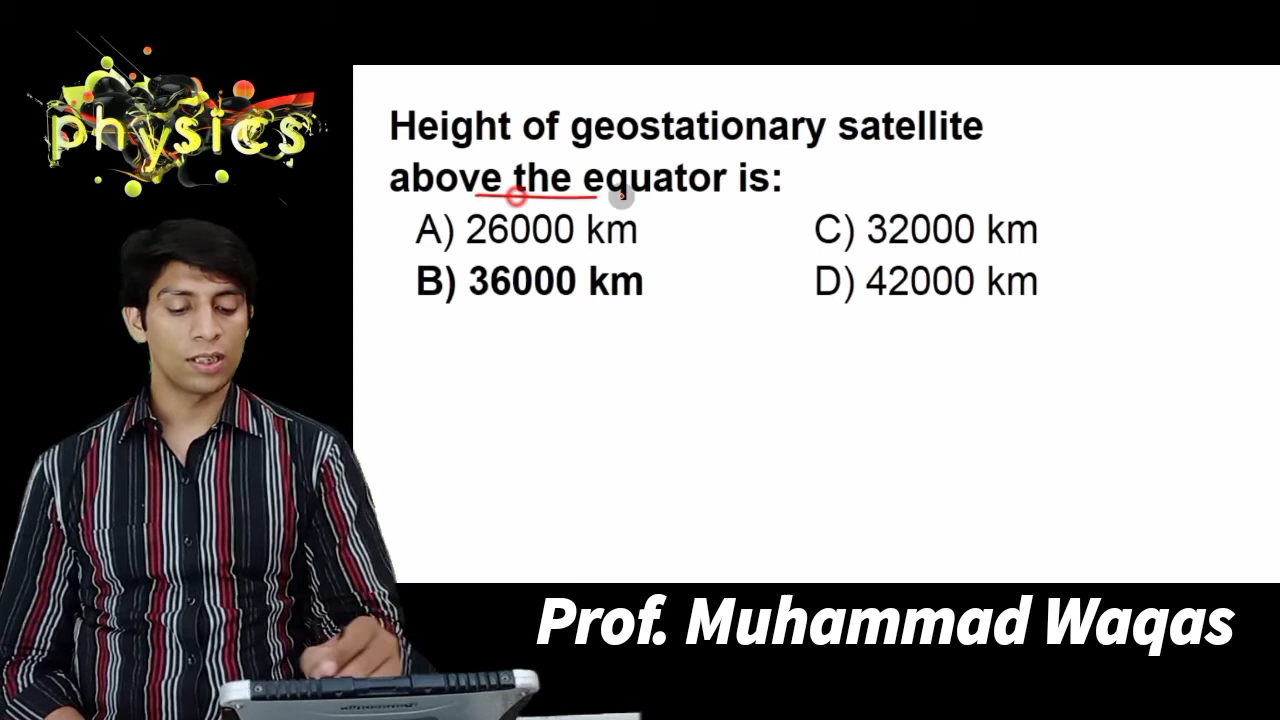 physics
Height of geostationary satellite
above the equator is:
A) 26000 km
C) 32000 km
B) 36000 km
D) 42000 km
Prof. Muhammad Waqas